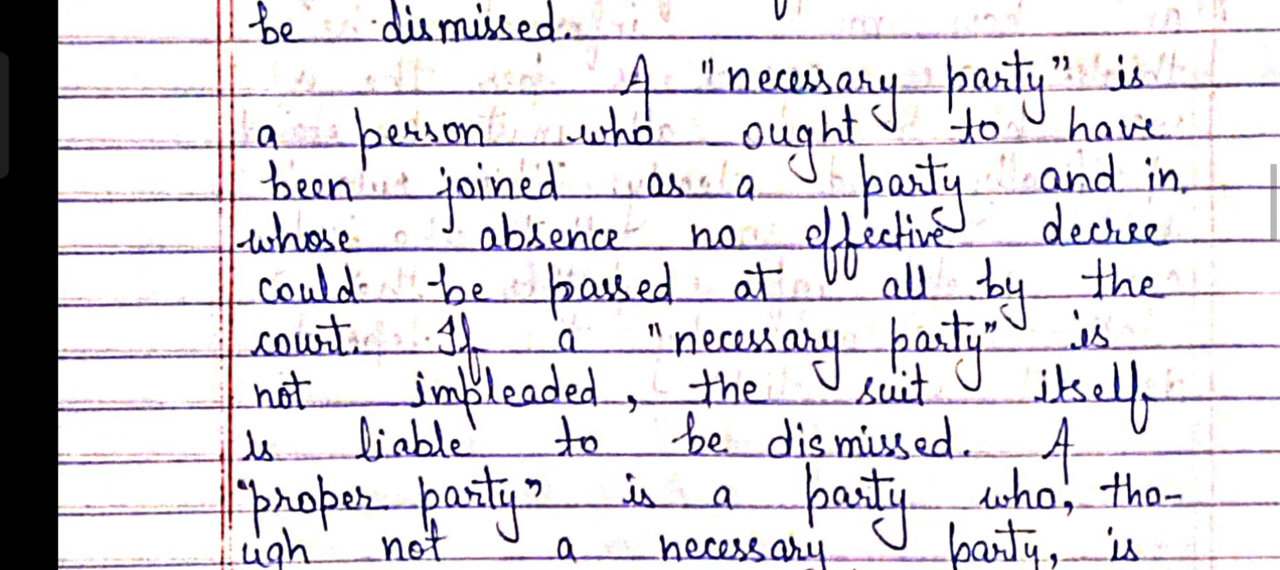 be dismissed.
A "necessary party" is
a person who ought to have
been joined as a party and in
whose absence no effective decree
could be passed at all by the
court. If a "necessary party" is
not impleaded, the suit itself
is liable to be dismissed. A
"proper party" is a party who, tho-
ugh not a necessary party, is